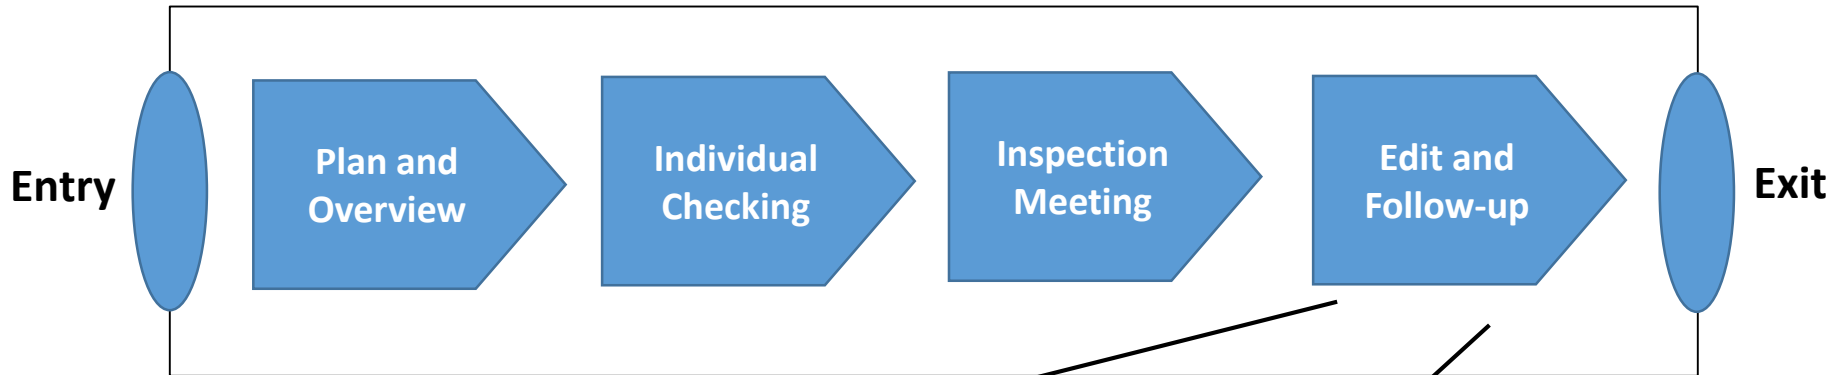 Entry
Plan and
Overview
Individual
Checking
Inspection
Meeting
Edit and
Follow-up
Exit